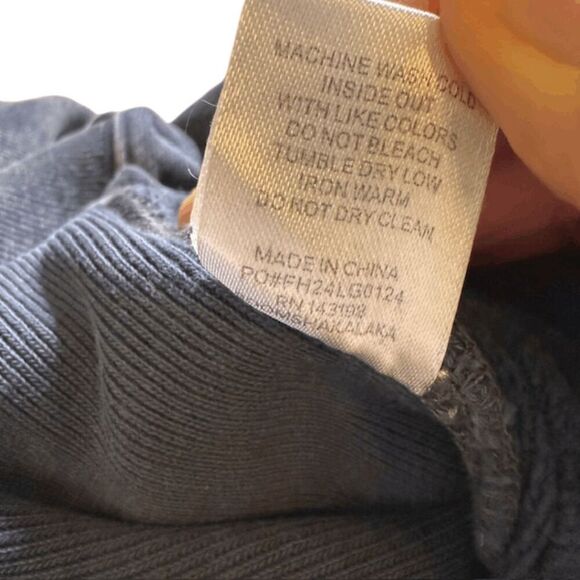 MACHINE WASH COLD
INSIDE OUT
WITH LIKE COLORS
DO NOT BLEACH
TUMBLE DRY LOW
IRON WARM
DO NOT DRY CLEAM
MADE IN CHINA
PO#FH24LG0124
RN 143198